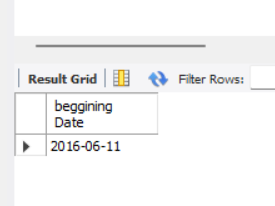 Result Grid Filter Rows:
beggining
Date
2016-06-11